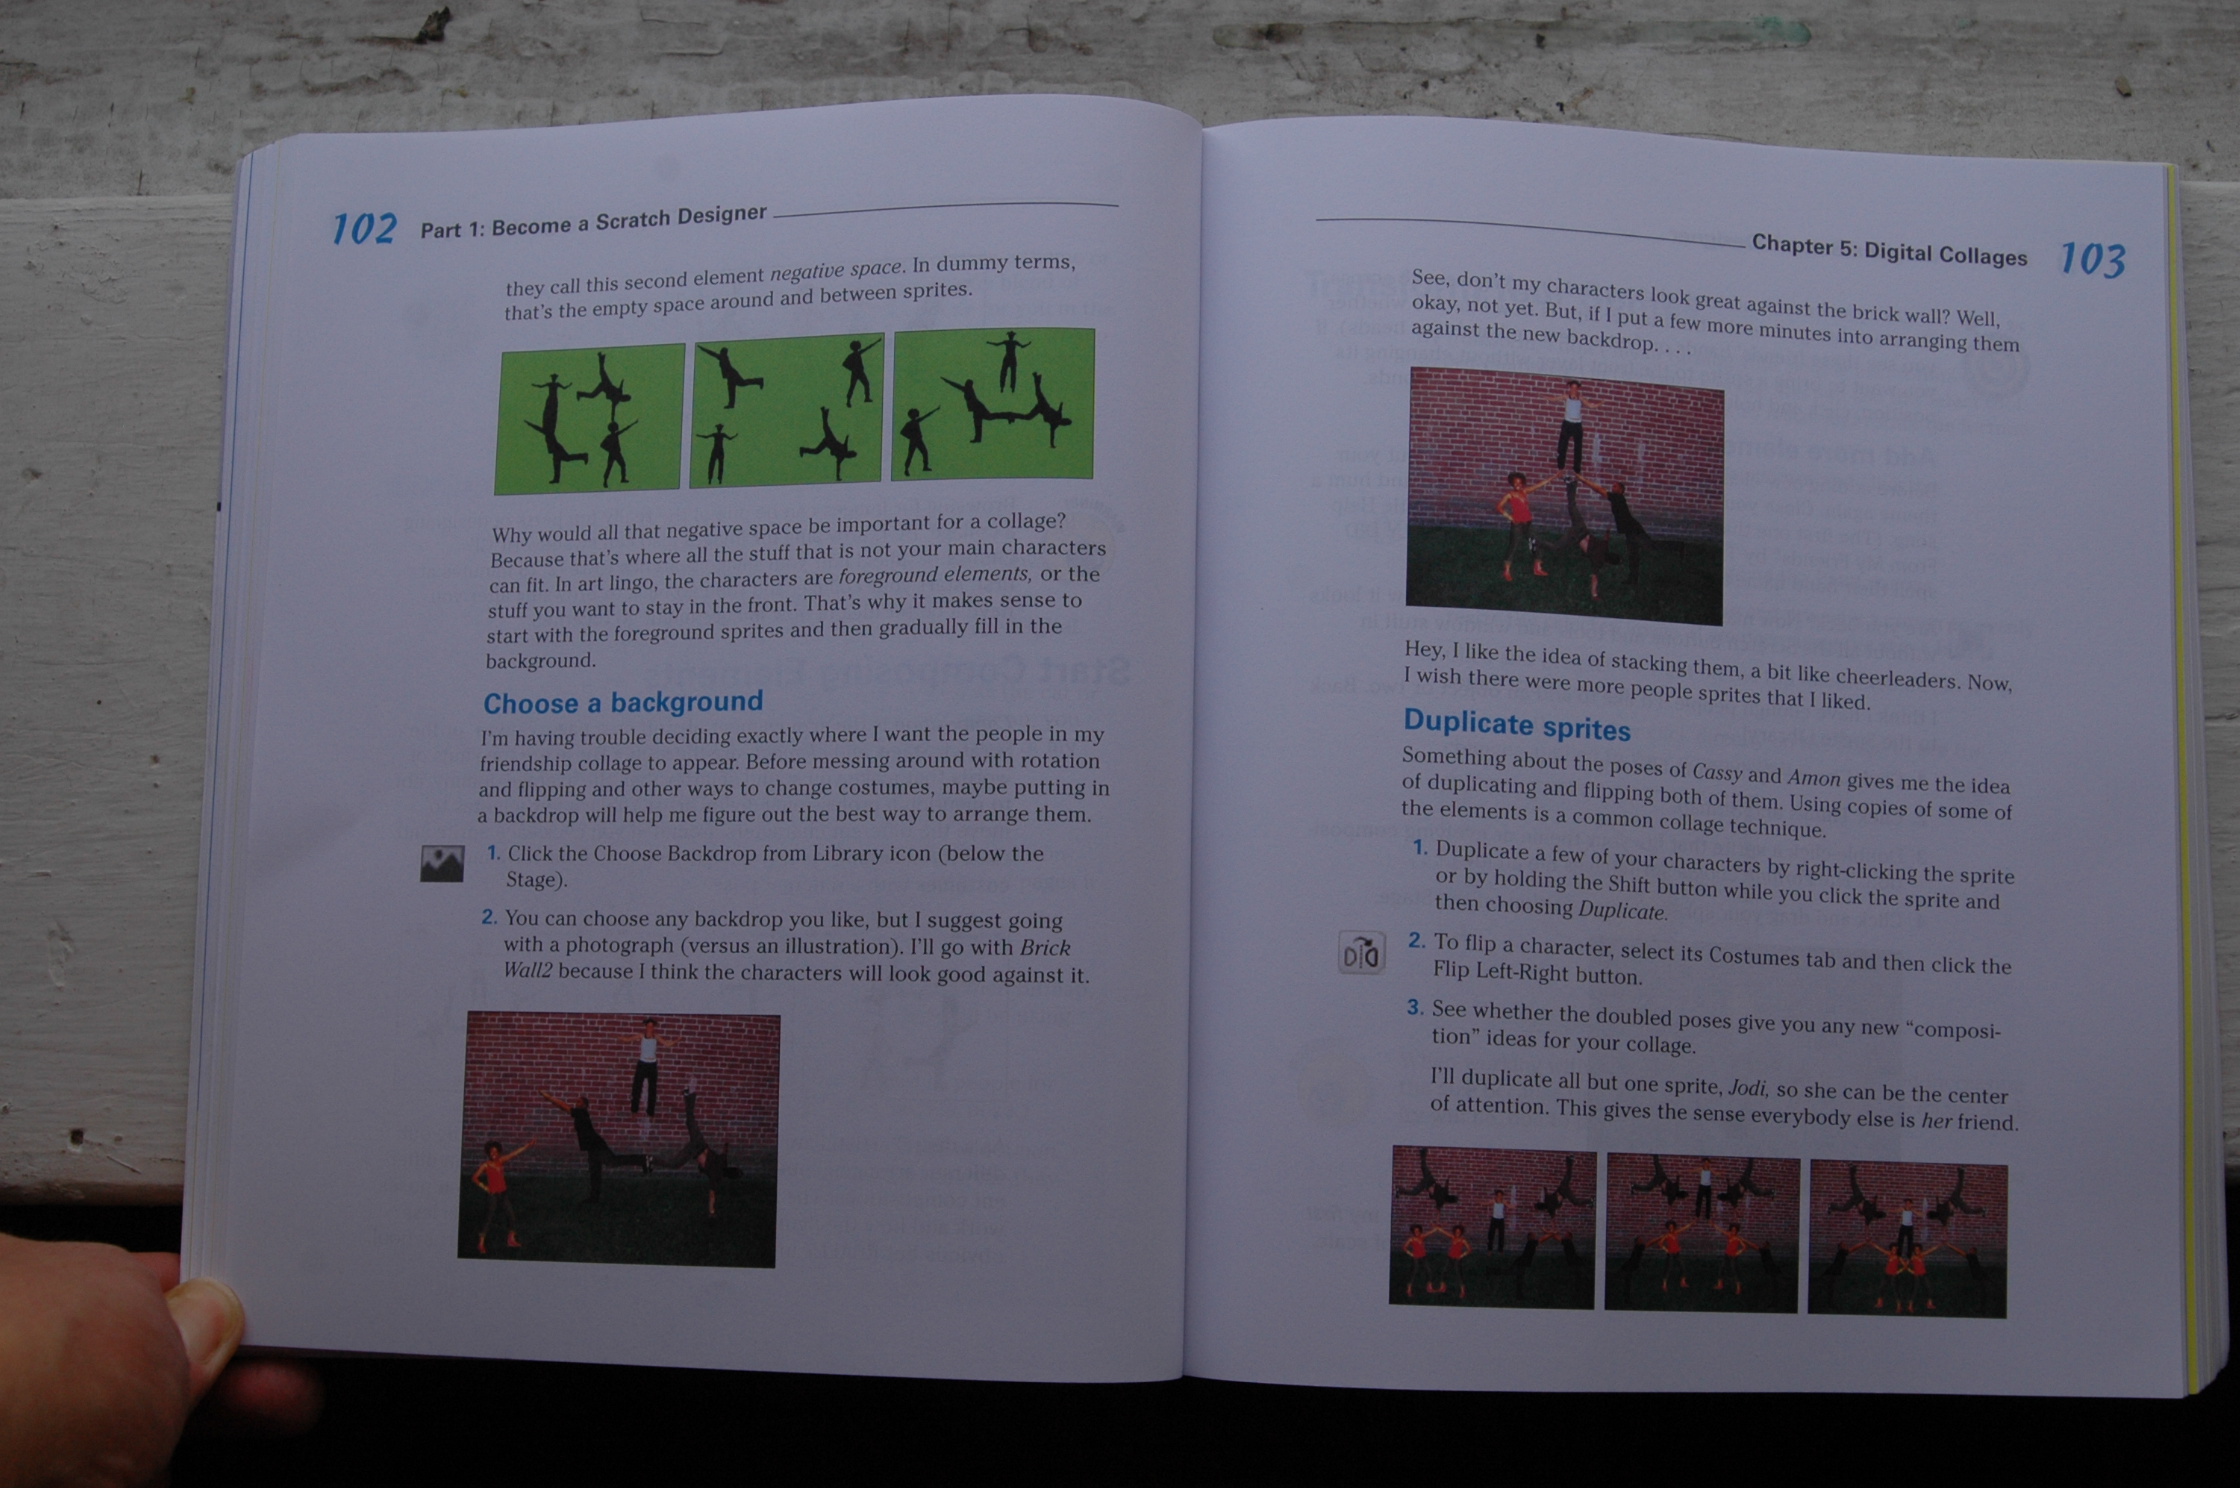 102 Part 1: Become a Scratch Designer
they call this second element negative space. In dummy terms,
that's the empty space around and between sprites.
Why would all that negative space be important for a collage?
Because that's where all the stuff that is not your main characters
can fit. In art lingo, the characters are foreground elements, or the
stuff you want to stay in the front. That's why it makes sense to
start with the foreground sprites and then gradually fill in the
background.
Choose a background
I'm having trouble deciding exactly where I want the people in my
friendship collage to appear. Before messing around with rotation
and flipping and other ways to change costumes, maybe putting in
a backdrop will help me figure out the best way to arrange them.
1. Click the Choose Backdrop from Library icon (below the
Stage).
2. You can choose any backdrop you like, but I suggest going
with a photograph (versus an illustration). I'll go with Brick
Wall2 because I think the characters will look good against it.
Chapter 5: Digital Collages 103
See, don't my characters look great against the brick wall? Well,
okay, not yet. But, if I put a few more minutes into arranging them
against the new backdrop. . . .
Hey, I like the idea of stacking them, a bit like cheerleaders. Now,
I wish there were more people sprites that I liked.
Duplicate sprites
Something about the poses of Cassy and Amon gives me the idea
of duplicating and flipping both of them. Using copies of some of
the elements is a common collage technique.
1. Duplicate a few of your characters by right-clicking the sprite
or by holding the Shift button while you click the sprite and
then choosing Duplicate.
2. To flip a character, select its Costumes tab and then click the
Flip Left-Right button.
3. See whether the doubled poses give you any new “composi-
tion” ideas for your collage.
I'll duplicate all but one sprite, Jodi, so she can be the center
of attention. This gives the sense everybody else is her friend.